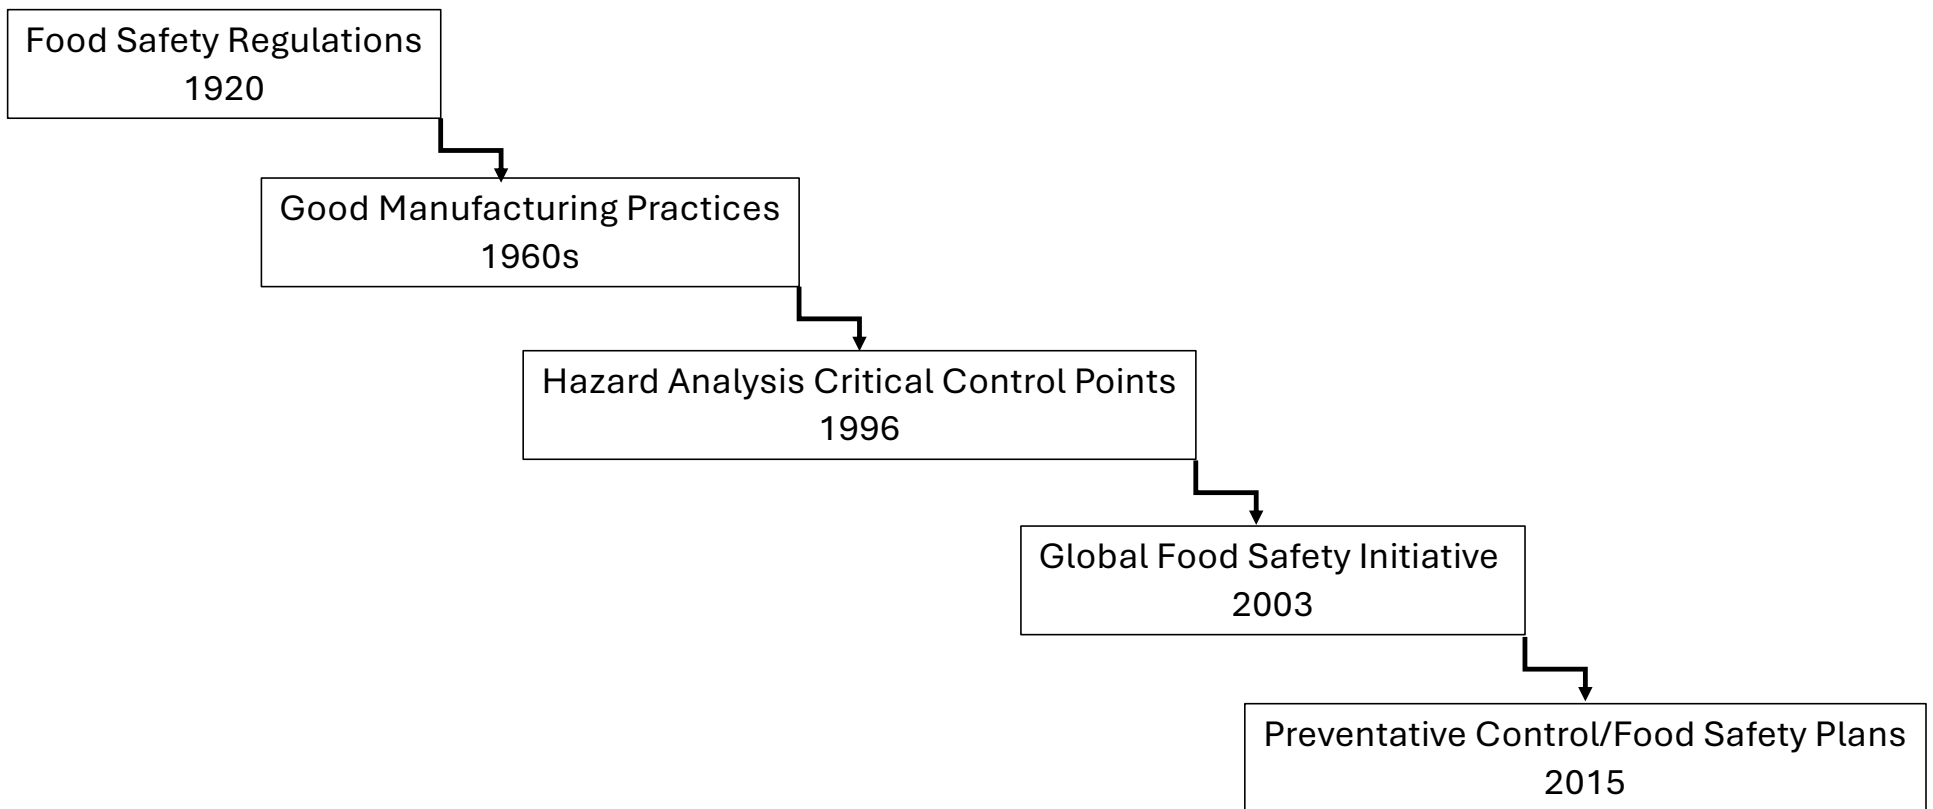 Food Safety Regulations
1920
Good Manufacturing Practices
1960s
Hazard Analysis Critical Control Points
1996
Global Food Safety Initiative
2003
Preventative Control/Food Safety Plans
2015